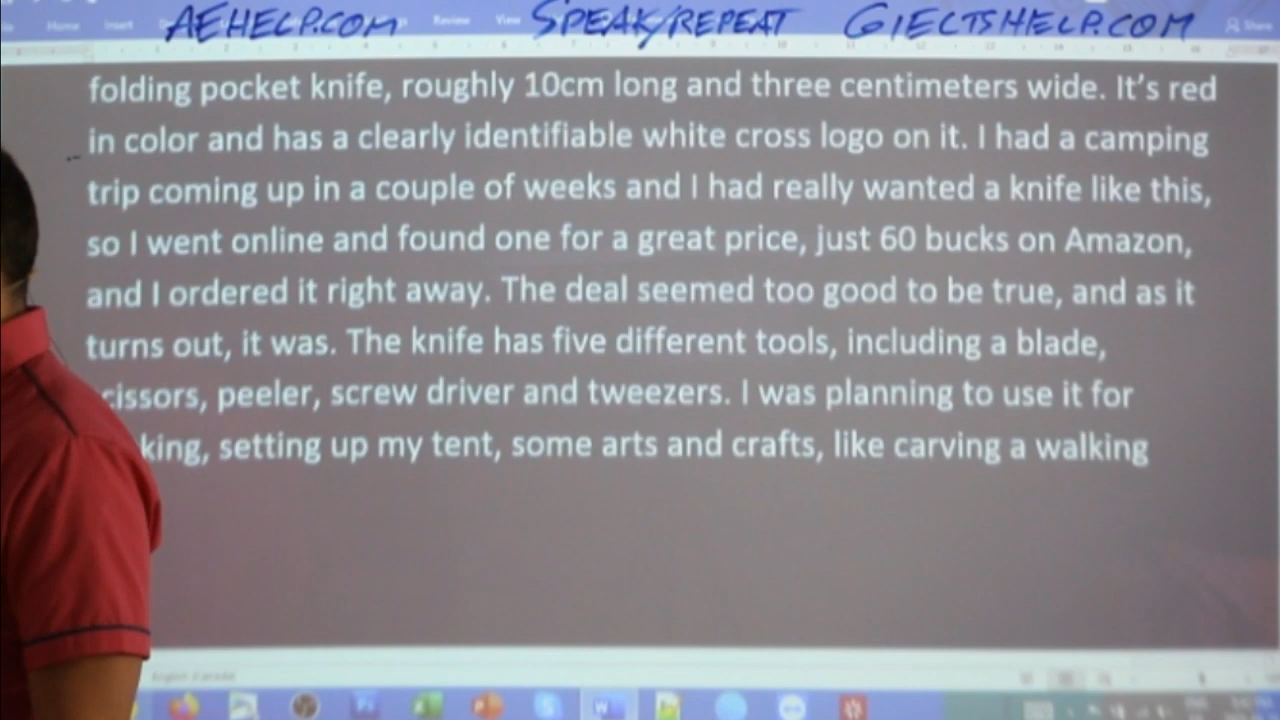 AEHELP.COM SPEAK/REPEAT GIELTSHELP.COM
Home Insert Review View Share
folding pocket knife, roughly 10cm long and three centimeters wide. It's red
in color and has a clearly identifiable white cross logo on it. I had a camping
trip coming up in a couple of weeks and I had really wanted a knife like this,
so I went online and found one for a great price, just 60 bucks on Amazon,
and I ordered it right away. The deal seemed too good to be true, and as it
turns out, it was. The knife has five different tools, including a blade,
cissors, peeler, screw driver and tweezers. I was planning to use it for
king, setting up my tent, some arts and crafts, like carving a walking